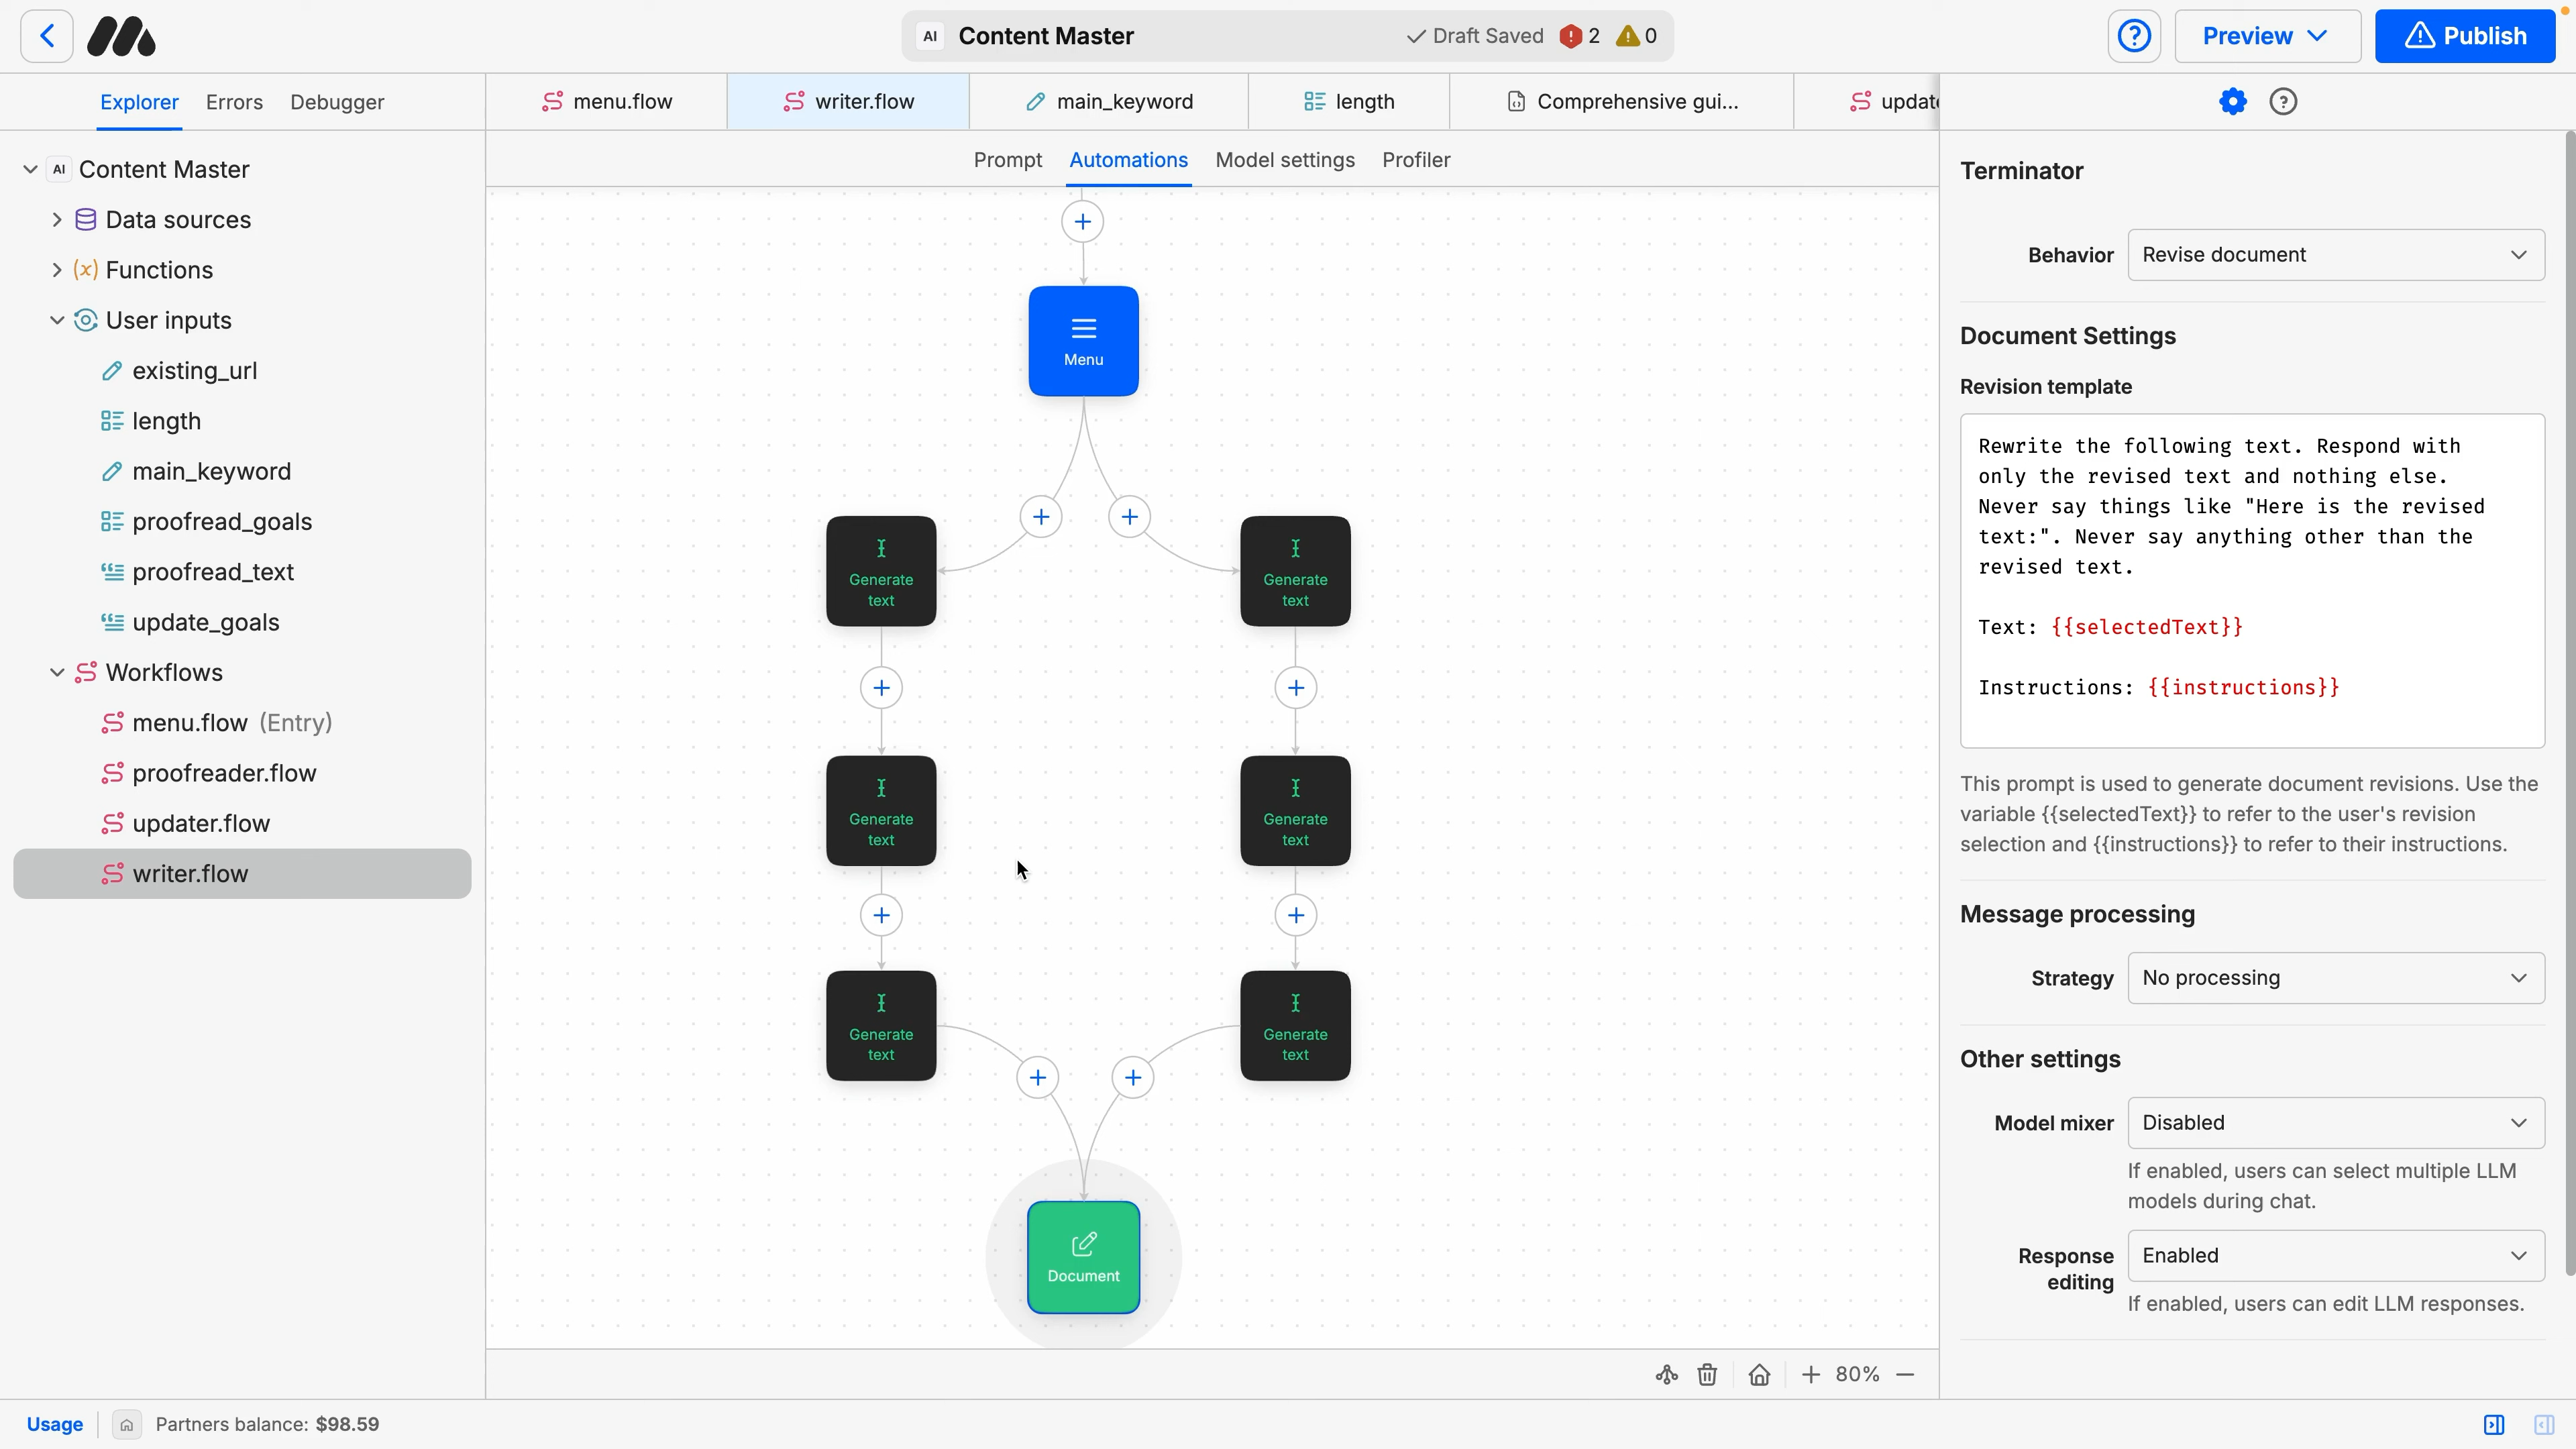 AI Content Master
Draft Saved 2 0
Preview
Publish
Explorer Errors Debugger
menu.flow
writer.flow
main_keyword
length
Comprehensive gui...
Prompt Automations Model settings Profiler
AI Content Master
Data sources
(x) Functions
User inputs
existing_url
length
main_keyword
proofread_goals
proofread_text
update_goals
Workflows
menu.flow (Entry)
proofreader.flow
updater.flow
writer.flow
Menu
Generate
text
Generate
text
Generate
text
Generate
text
Generate
text
Generate
text
Document
80%
Terminator
Behavior Revise document
Document Settings
Revision template
Rewrite the following text. Respond with
only the revised text and nothing else.
Never say things like "Here is the revised
text:". Never say anything other than the
revised text.
Text: {{selectedText}}
Instructions: {{instructions}}
This prompt is used to generate document revisions. Use the
variable {{selectedText}} to refer to the user's revision
selection and {{instructions}} to refer to their instructions.
Message processing
Strategy No processing
Other settings
Model mixer Disabled
If enabled, users can select multiple LLM
models during chat.
Response
editing
Enabled
If enabled, users can edit LLM responses.
Usage
Partners balance: $98.59